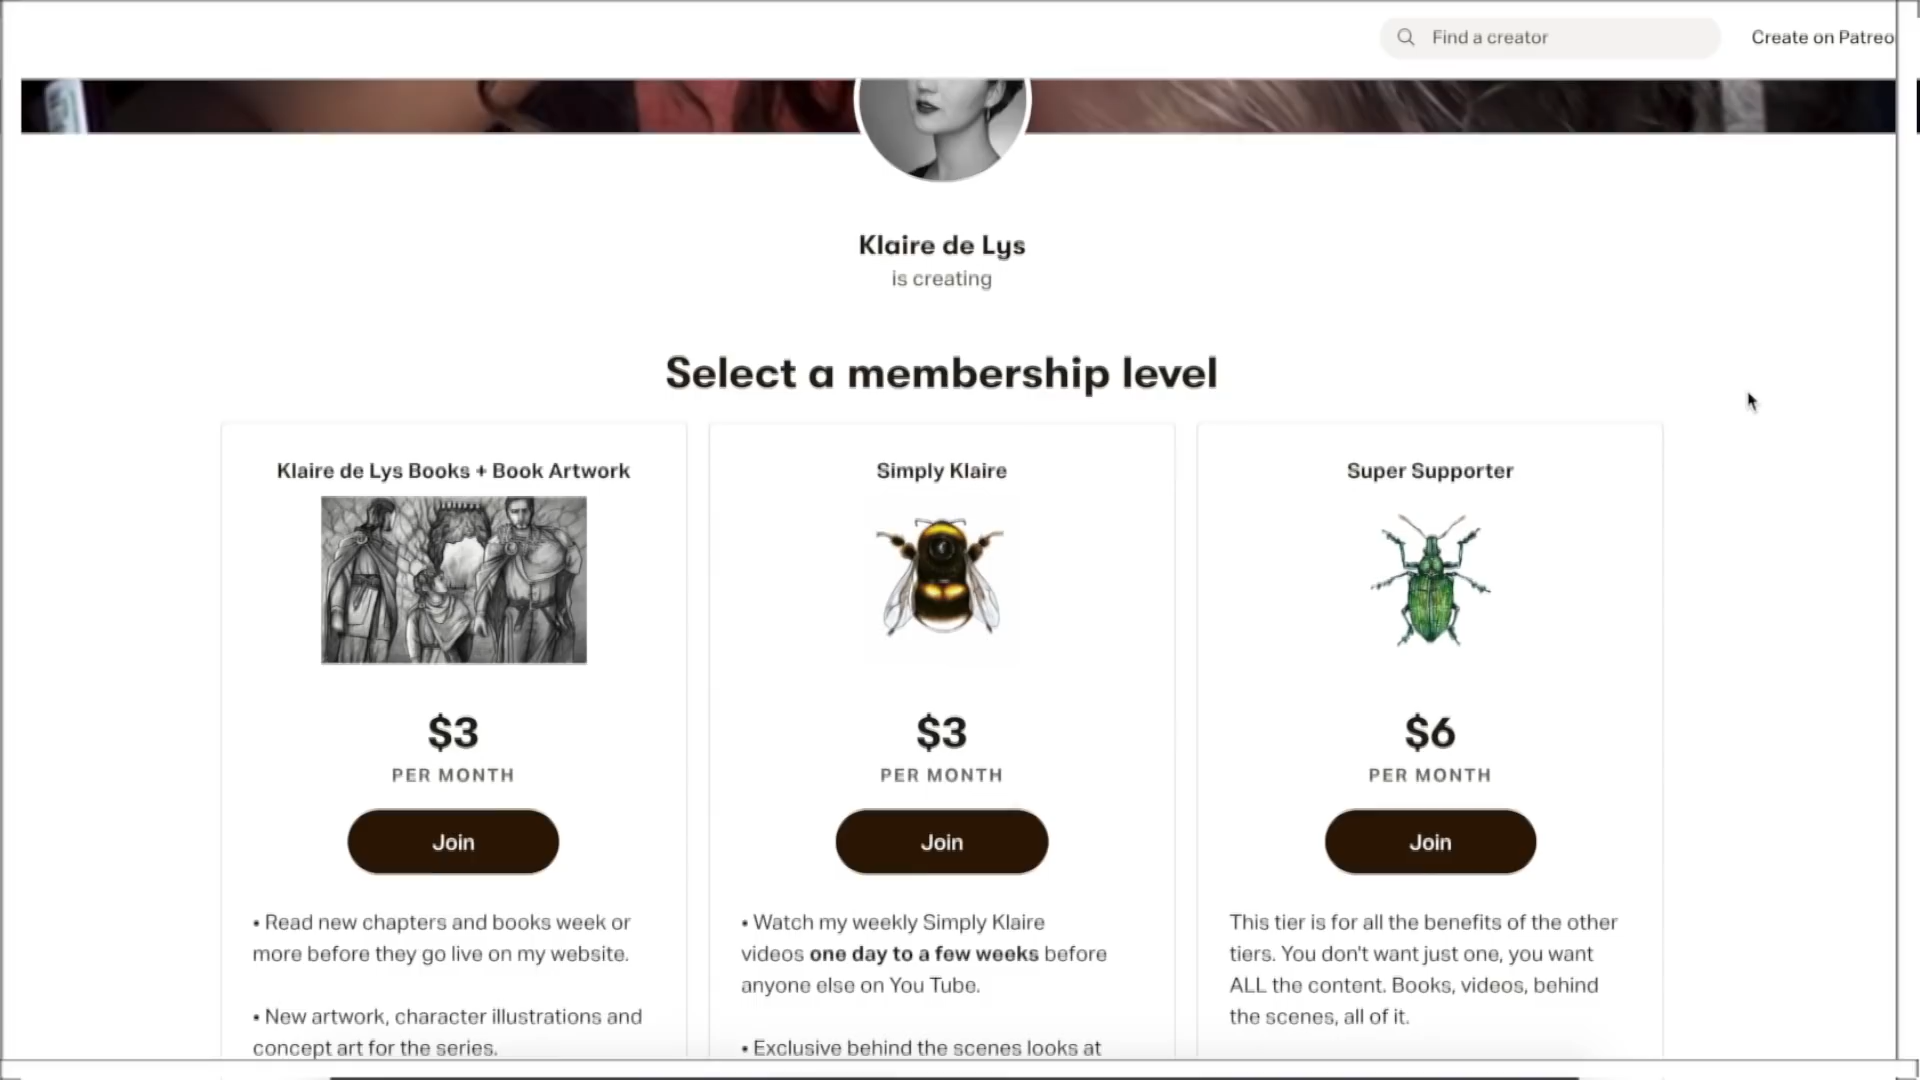 Find a creator
Create on Patreo
Klaire de Lys
is creating
Select a membership level
Klaire de Lys Books + Book Artwork
$3
PER MONTH
Join
• Read new chapters and books week or
more before they go live on my website.
• New artwork, character illustrations and
concept art for the series.
Simply Klaire
$3
PER MONTH
Join
• Watch my weekly Simply Klaire
videos one day to a few weeks before
anyone else on You Tube.
• Exclusive behind the scenes looks at
Super Supporter
$6
PER MONTH
Join
This tier is for all the benefits of the other
tiers. You don't want just one, you want
ALL the content. Books, videos, behind
the scenes, all of it.